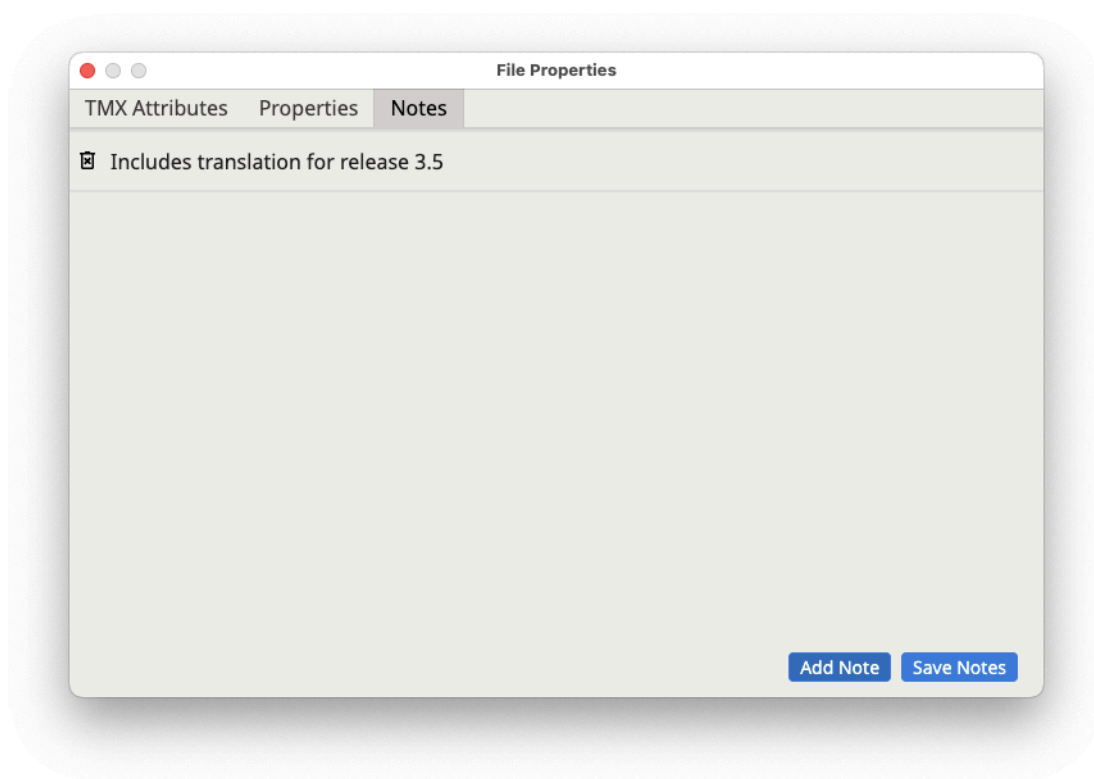 File Properties
TMX Attributes Properties Notes
Includes translation for release 3.5
Add Note Save Notes